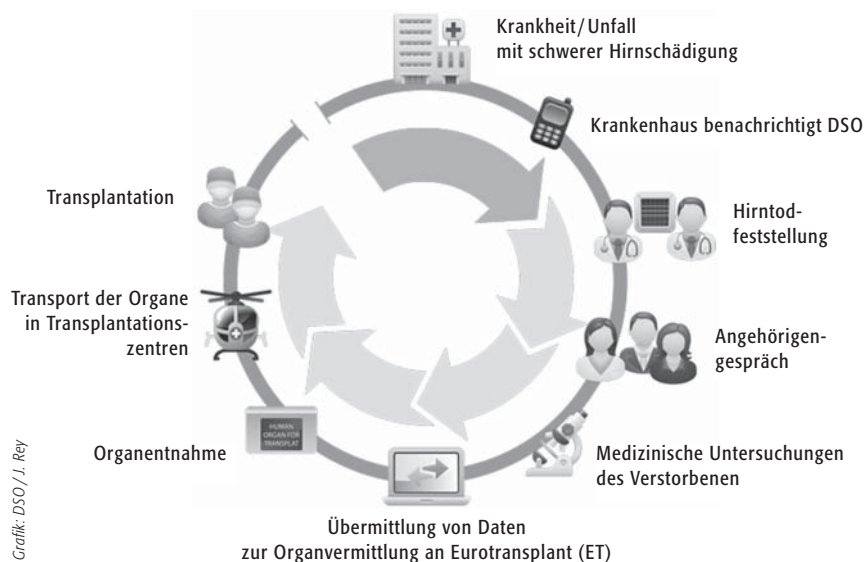 Krankheit/Unfall
mit schwerer Hirnschädigung
Krankenhaus benachrichtigt DSO
Hirntod-
feststellung
Angehörigen-
gespräch
Medizinische Untersuchungen
des Verstorbenen
Übermittlung von Daten
zur Organvermittlung an Eurotransplant (ET)
Organentnahme
HUMAN
ORGAN FOR
TRANSPLAT
Transport der Organe
in Transplantations-
zentren
Transplantation
Grafik: DSO / J. Rey